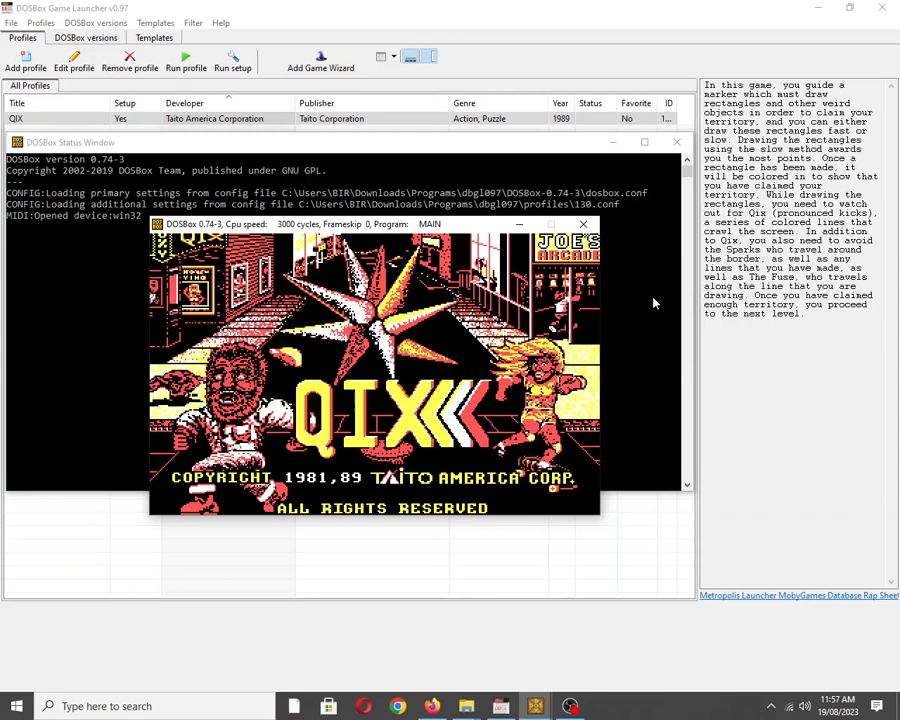 DOSBox Game Launcher v0.97
File Profiles DOSBox versions Templates Filter Help
Profiles DOSBox versions Templates
Add profile Edit profile Remove profile Run profile Run setup Add Game Wizard
All Profiles
Title Setup Developer Publisher Genre Year Status Favorite ID
QIX Yes Taito America Corporation Taito Corporation Action, Puzzle 1989 No 1...
DOSBox Status Window
DOSBox version 0.74-3
Copyright 2002-2019 DOSBox Team, published under GNU GPL.
---
CONFIG:Loading primary settings from config file C:\Users\BIR\Downloads\Programs\dbgl097\DOSBox-0.74-3\dosbox.conf
CONFIG:Loading additional settings from config file C:\Users\BIR\Downloads\Programs\dbgl097\profiles\130.conf
MIDI:Opened device:win32
DOSBox 0.74-3, Cpu speed: 3000 cycles, Frameskip 0, Program: MAIN
JOE'S
ARCADE
QIX
COPYRIGHT 1981,89 TAITO AMERICA CORP.
ALL RIGHTS RESERVED
In this game, you guide a
marker which must draw
rectangles and other weird
objects in order to claim your
territory, and you can either
draw these rectangles fast or
slow. Drawing the rectangles
using the slow method awards
you the most points. Once a
rectangle has been made, it
will be colored in to show that
you have claimed your
territory. While drawing the
rectangles, you need to watch
out for Qix (pronounced kicks),
a series of colored lines that
crawl the screen. In addition
to Qix, you also need to avoid
the Sparks who travel around
the border, as well as any
lines that you have made, as
well as The Fuse, who travels
along the line that you are
drawing. Once you have claimed
enough territory, you proceed
to the next level.
Metropolis Launcher MobyGames Database Rap Sheet
Type here to search
11:57 AM
19/08/2023